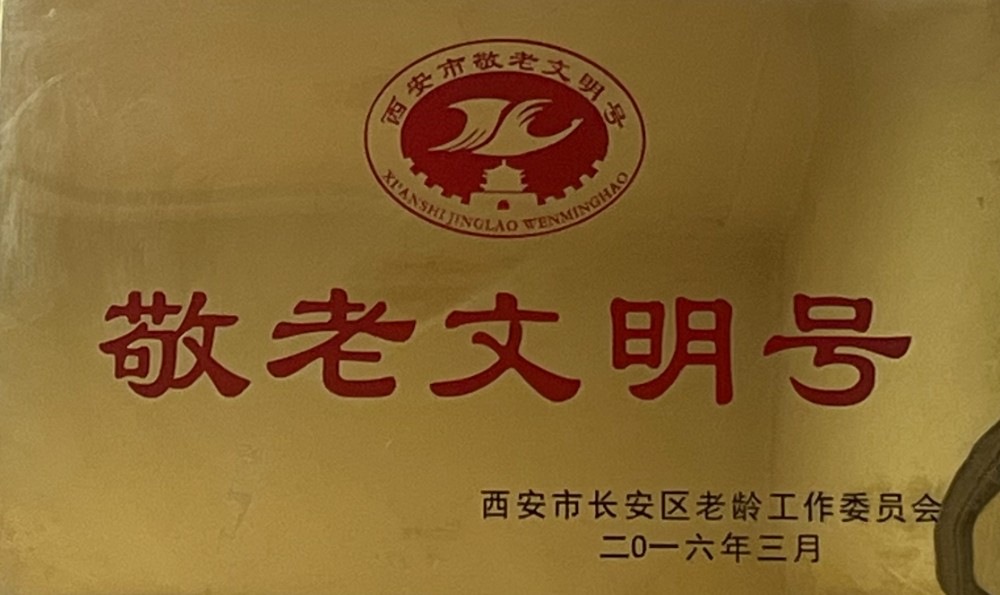 西安市敬老文明号
XI'ANSHI JINGLAO WENMINGHAO
敬老文明号
西安市长安区老龄工作委员会
二0一六年三月